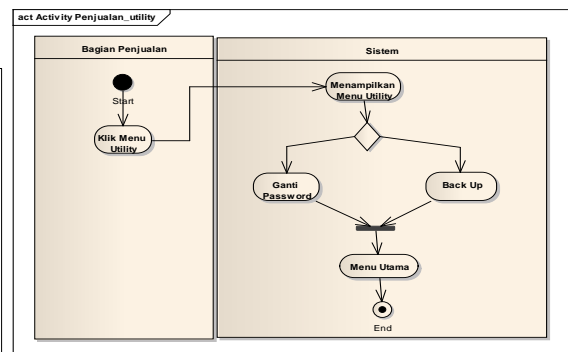 act Activity Penjualan_utility
Bagian Penjualan
Sistem
Start
Klik Menu
Utility
Menampilkan
Menu Utility
Ganti
Password
Back Up
Menu Utama
End